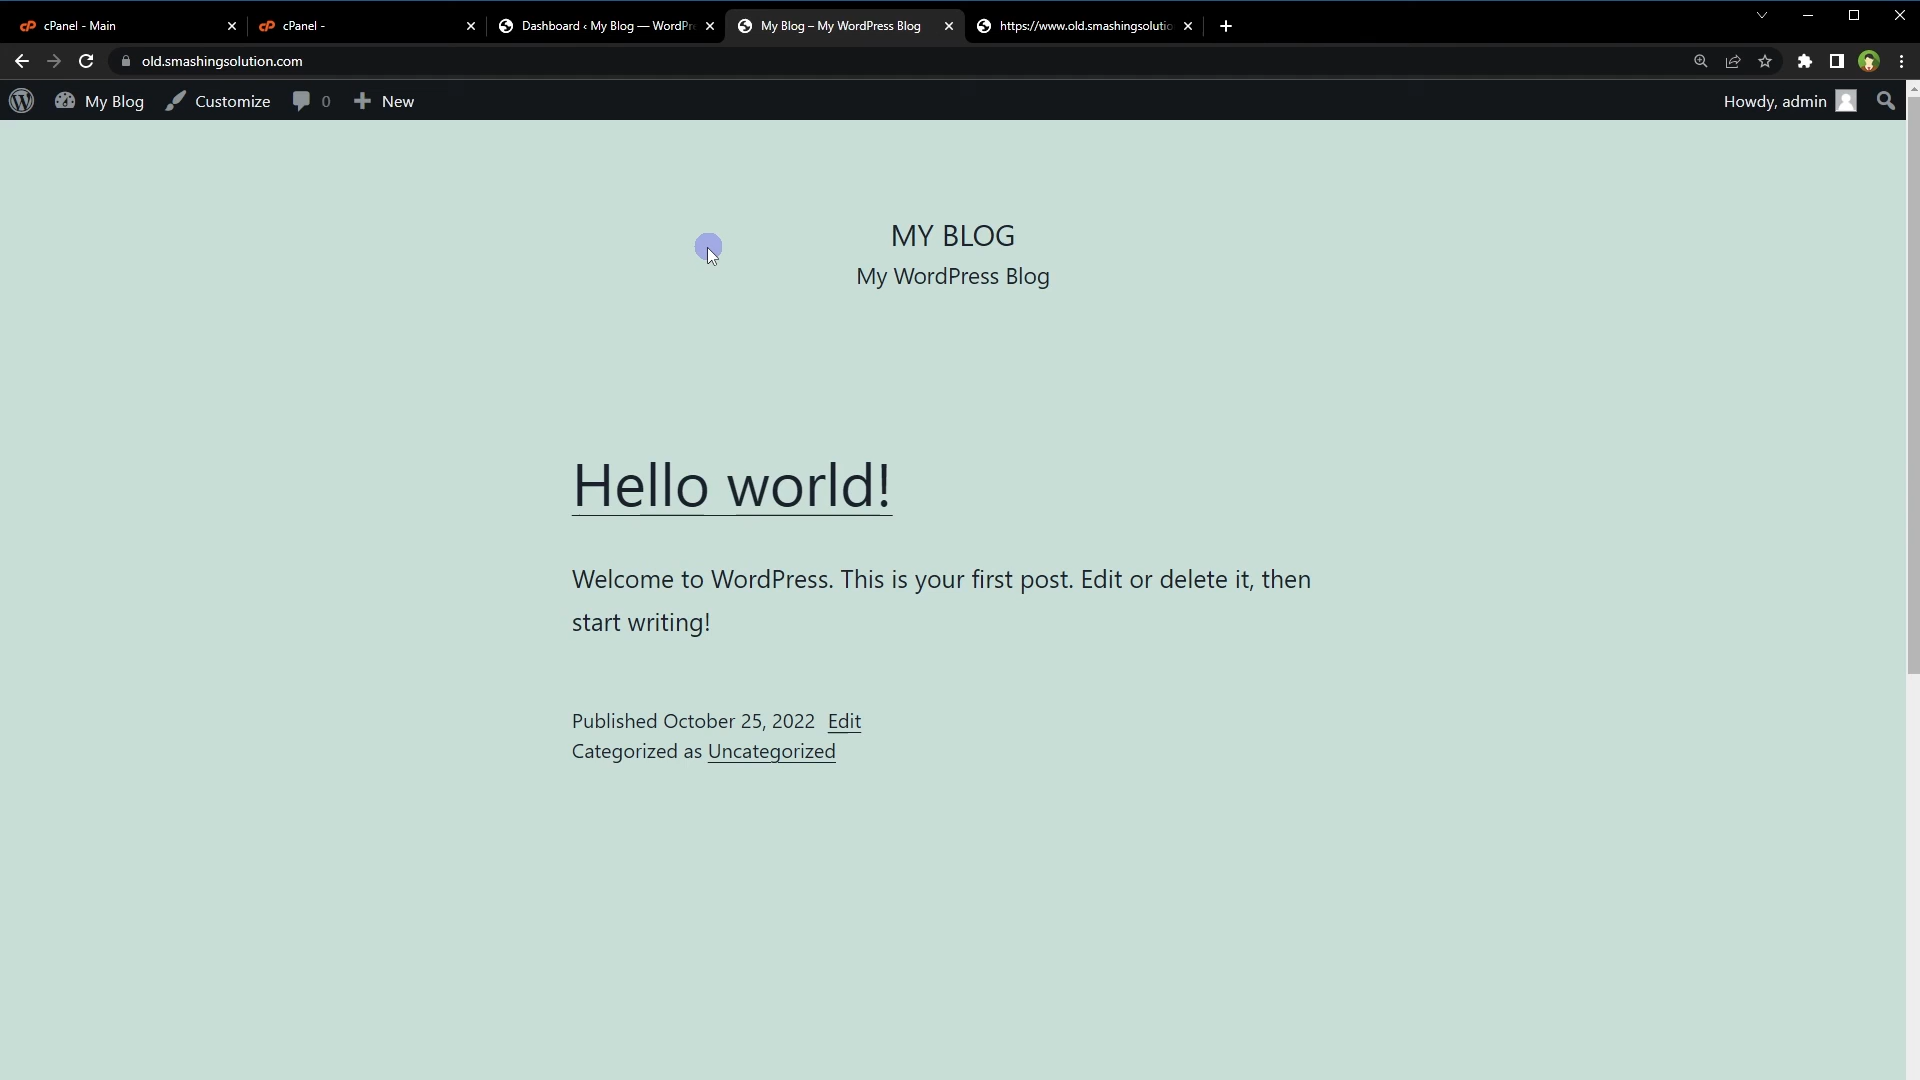 cPanel - Main
cPanel -
Dashboard ‹ My Blog — WordPr
My Blog – My WordPress Blog
https://www.old.smashingsolutio
old.smashingsolution.com
My Blog
Customize
0
New
Howdy, admin
MY BLOG
My WordPress Blog
Hello world!
Welcome to WordPress. This is your first post. Edit or delete it, then
start writing!
Published October 25, 2022 Edit
Categorized as Uncategorized